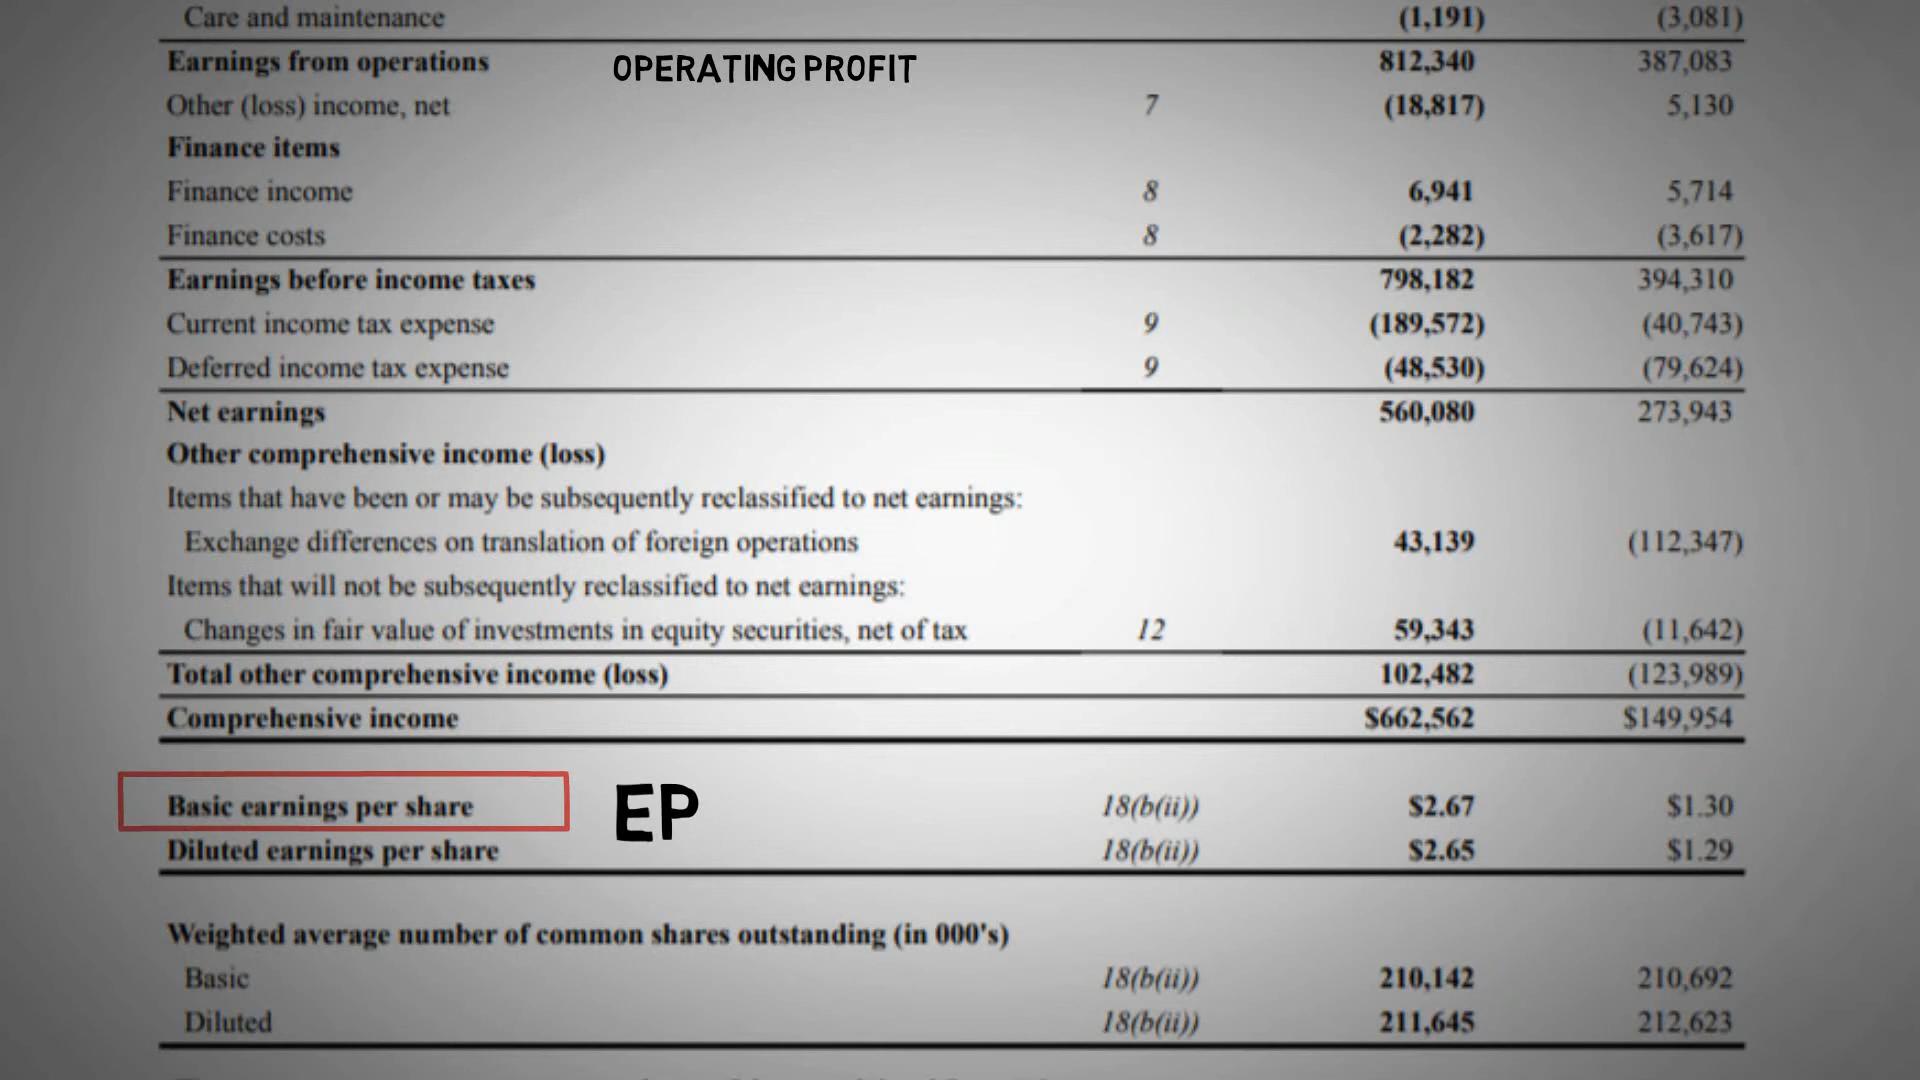 Care and maintenance (1,191) (3,081)
Earnings from operations OPERATING PROFIT 812,340 387,083
Other (loss) income, net 7 (18,817) 5,130
Finance items
Finance income 8 6,941 5,714
Finance costs 8 (2,282) (3,617)
Earnings before income taxes 798,182 394,310
Current income tax expense 9 (189,572) (40,743)
Deferred income tax expense 9 (48,530) (79,624)
Net earnings 560,080 273,943
Other comprehensive income (loss)
Items that have been or may be subsequently reclassified to net earnings:
Exchange differences on translation of foreign operations 43,139 (112,347)
Items that will not be subsequently reclassified to net earnings:
Changes in fair value of investments in equity securities, net of tax 12 59,343 (11,642)
Total other comprehensive income (loss) 102,482 (123,989)
Comprehensive income $662,562 $149,954
Basic earnings per share EP 18(b(ii)) $2.67 $1.30
Diluted earnings per share 18(b(ii)) $2.65 $1.29
Weighted average number of common shares outstanding (in 000's)
Basic 18(b(ii)) 210,142 210,692
Diluted 18(b(ii)) 211,645 212,623